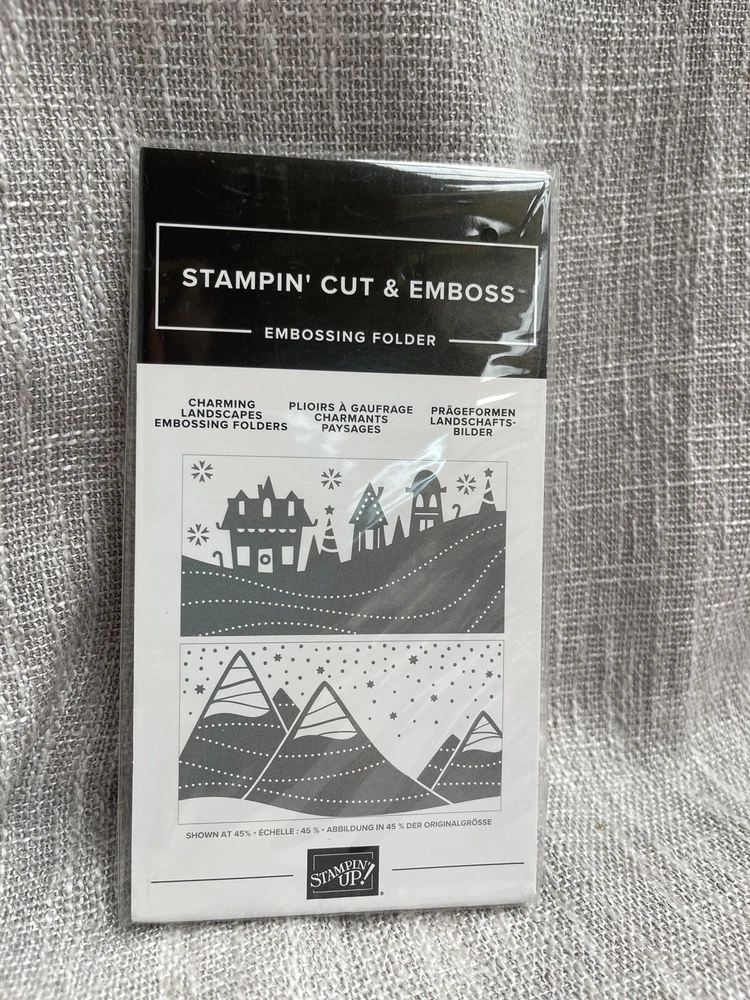 STAMPIN' CUT & EMBOSS
EMBOSSING FOLDER
CHARMING
LANDSCAPES
EMBOSSING FOLDERS
PLIOIRS À GAUFRAGE
CHARMANTS
PAYSAGES
PRÄGEFORMEN
LANDSCHAFTS-
BILDER
SHOWN AT 45% • ÉCHELLE : 45 % • ABBILDUNG IN 45 % DER ORIGINALGRÖSSE
STAMPIN'
UP!®